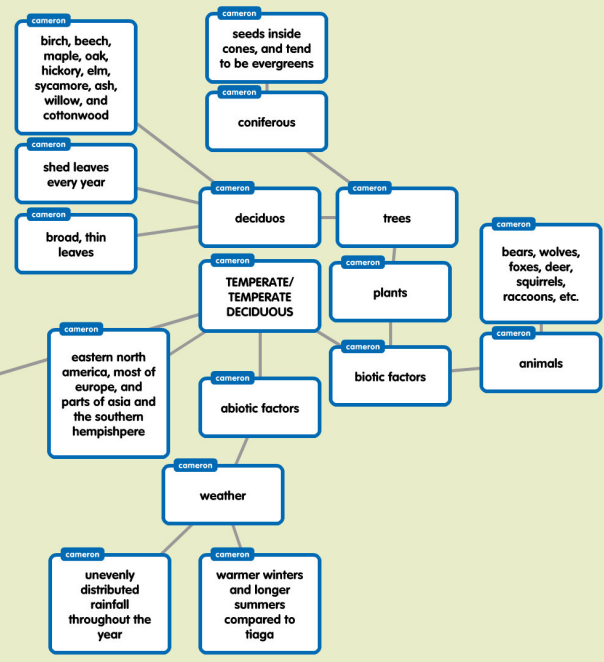 cameron
birch, beech,
maple, oak,
hickory, elm,
sycamore, ash,
willow, and
cottonwood
cameron
seeds inside
cones, and tend
to be evergreens
cameron
coniferous
cameron
shed leaves
every year
cameron
broad, thin
leaves
cameron
deciduos
cameron
trees
cameron
bears, wolves,
foxes, deer,
squirrels,
raccoons, etc.
cameron
TEMPERATE/
TEMPERATE
DECIDUOUS
cameron
plants
cameron
eastern north
america, most of
europe, and
parts of asia and
the southern
hempishpere
cameron
biotic factors
cameron
animals
cameron
abiotic factors
cameron
weather
cameron
unevenly
distributed
rainfall
throughout the
year
cameron
warmer winters
and longer
summers
compared to
tiaga